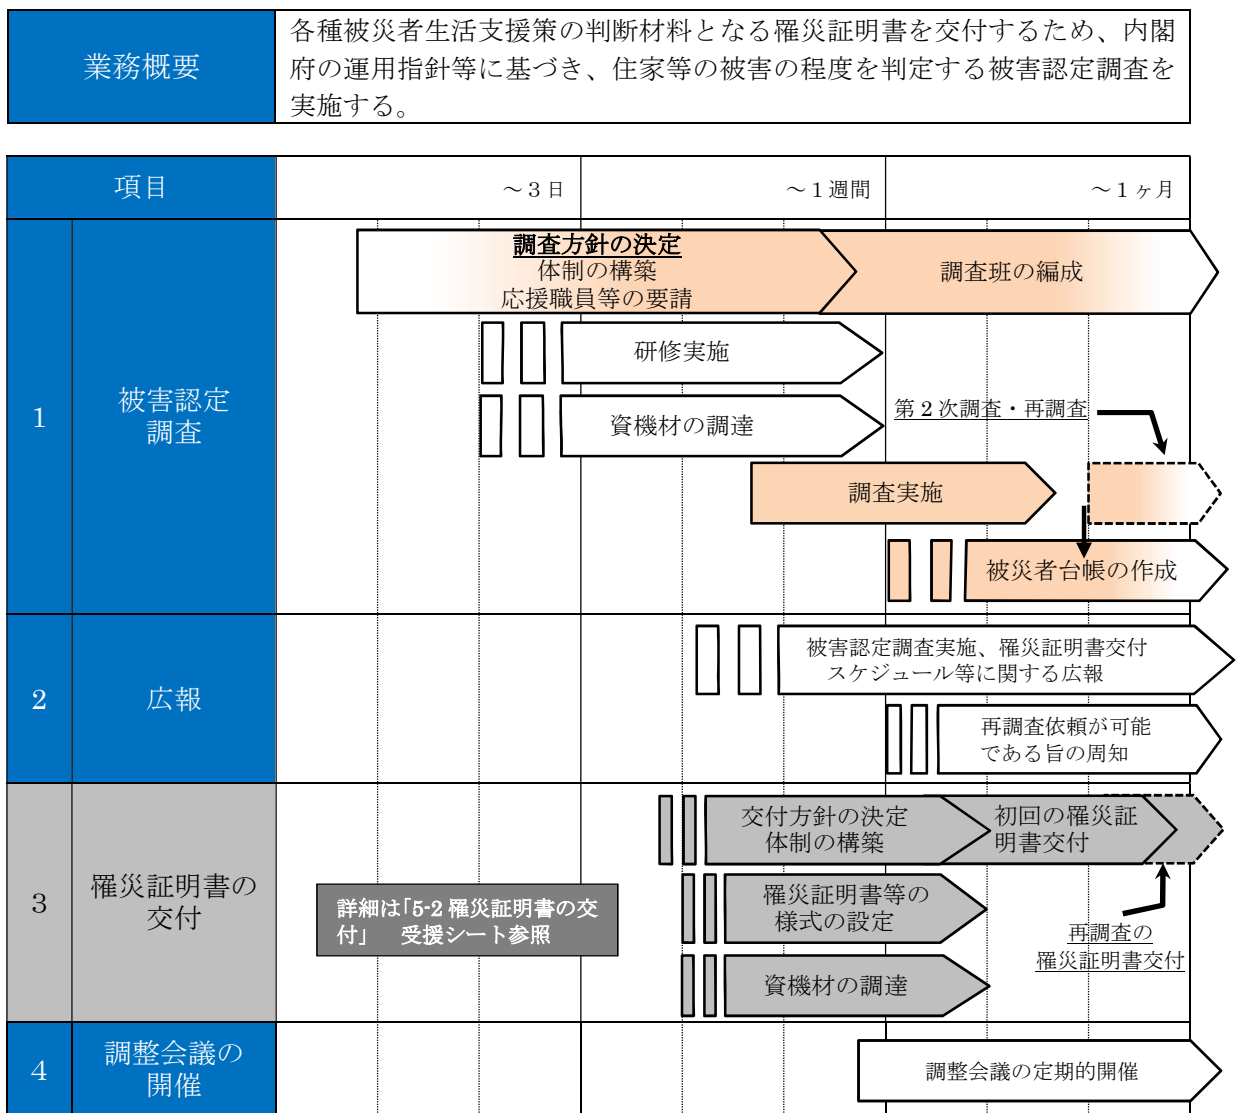 業務概要
各種被災者生活支援策の判断材料となる罹災証明書を交付するため、内閣
府の運用指針等に基づき、住家等の被害の程度を判定する被害認定調査を
実施する。
項目
～3日
～1週間
～1ヶ月
1
被害認定
調査
調査方針の決定
体制の構築
応援職員等の要請
調査班の編成
研修実施
資機材の調達
第2次調査・再調査
調査実施
被災者台帳の作成
2
広報
被害認定調査実施、罹災証明書交付
スケジュール等に関する広報
再調査依頼が可能
である旨の周知
3
罹災証明書の
交付
交付方針の決定
体制の構築
初回の罹災証
明書交付
詳細は「5-2 罹災証明書の交
付」　受援シート参照
罹災証明書等の
様式の設定
再調査の
罹災証明書交付
資機材の調達
4
調整会議の
開催
調整会議の定期的開催